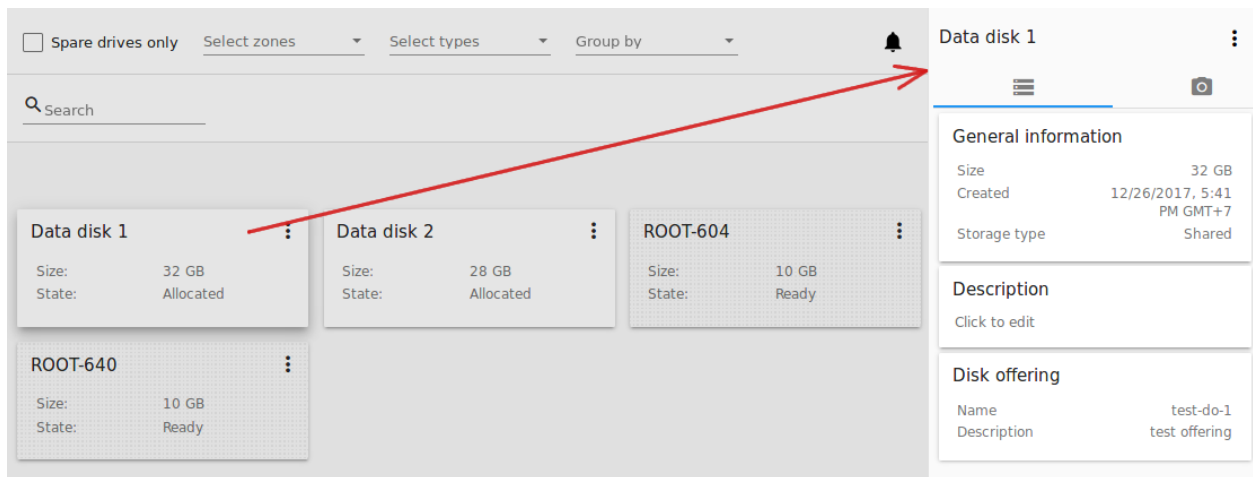 Spare drives only Select zones Select types Group by
Search
Data disk 1
Size: 32 GB
State: Allocated
Data disk 2
Size: 28 GB
State: Allocated
ROOT-604
Size: 10 GB
State: Ready
ROOT-640
Size: 10 GB
State: Ready
Data disk 1
General information
Size 32 GB
Created 12/26/2017, 5:41
PM GMT+7
Storage type Shared
Description
Click to edit
Disk offering
Name test-do-1
Description test offering